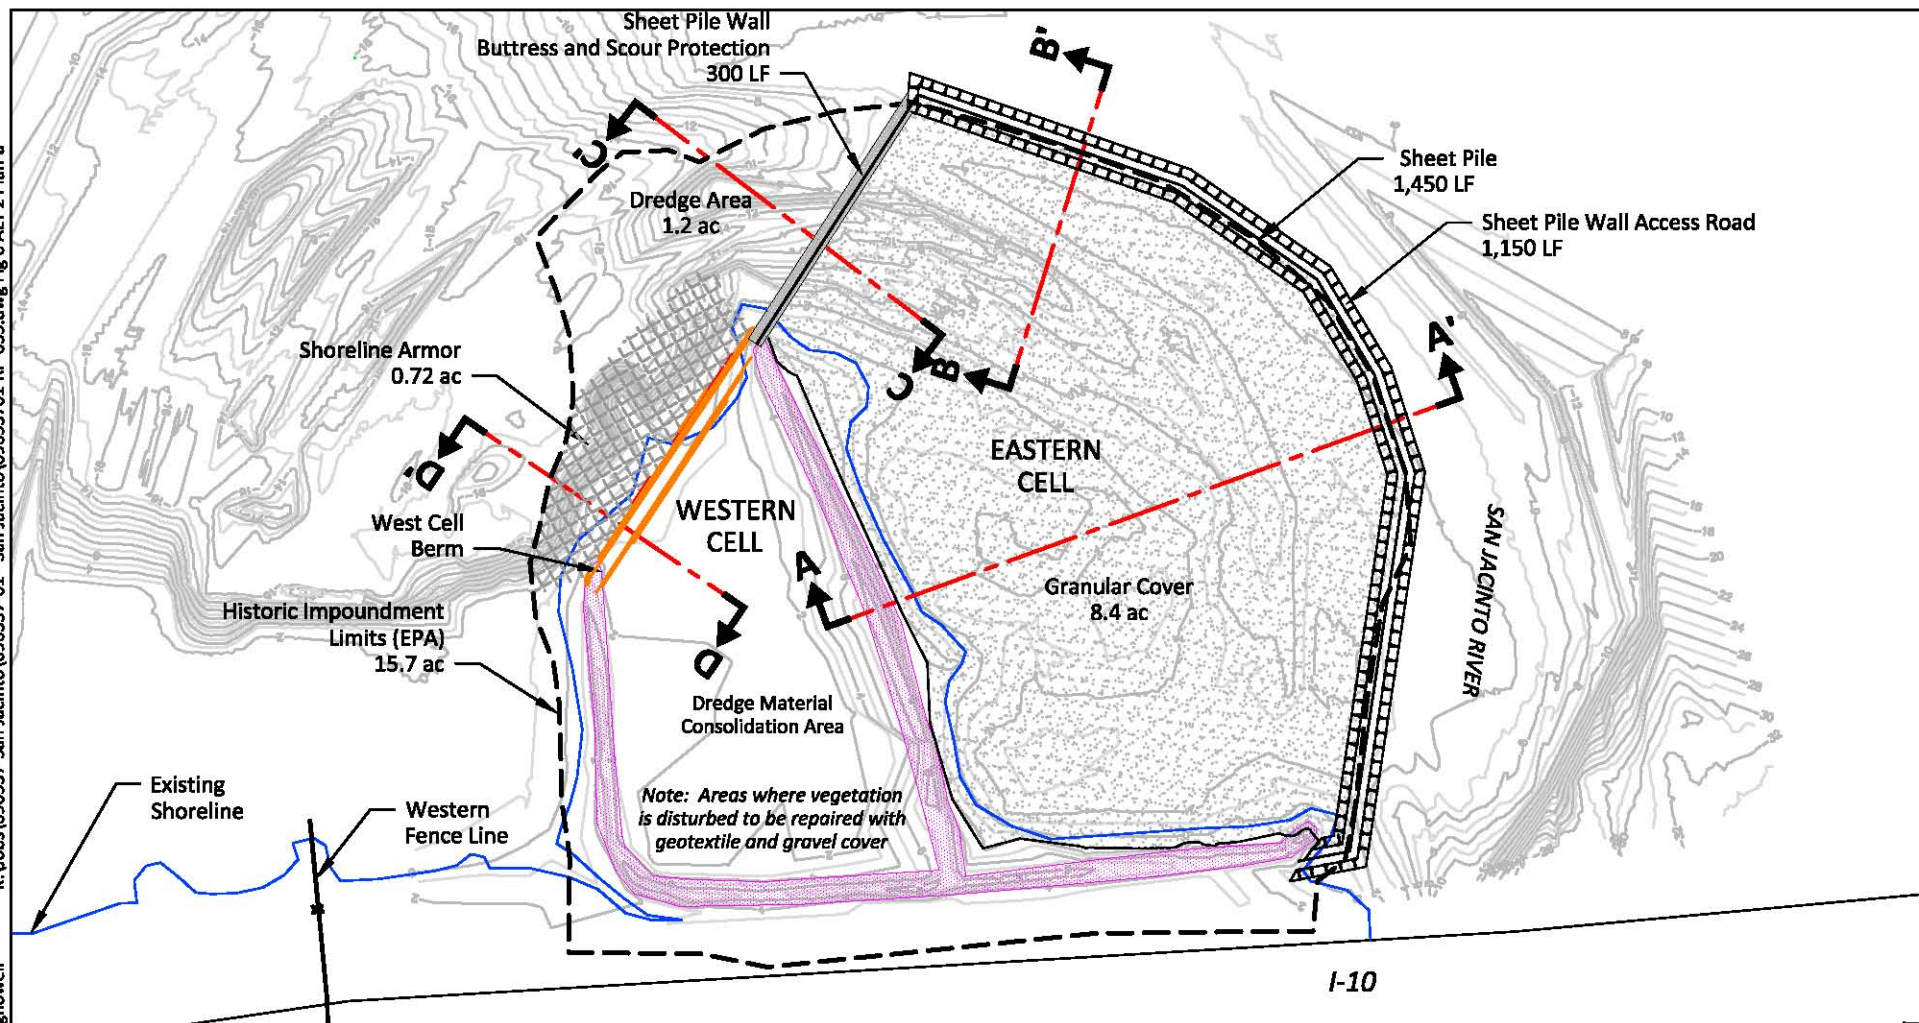 Sheet Pile Wall
Buttress and Scour Protection
300 LF
B'
C'
Sheet Pile
1,450 LF
Dredge Area
1.2 ac
Sheet Pile Wall Access Road
1,150 LF
A'
Shoreline Armor
0.72 ac
B
C
D'
EASTERN
CELL
WESTERN
CELL
West Cell
Berm
A
SAN JACINTO RIVER
Granular Cover
8.4 ac
Historic Impoundment
Limits (EPA)
15.7 ac
D
Dredge Material
Consolidation Area
Existing
Shoreline
Western
Fence Line
Note: Areas where vegetation
is disturbed to be repaired with
geotextile and gravel cover
I-10